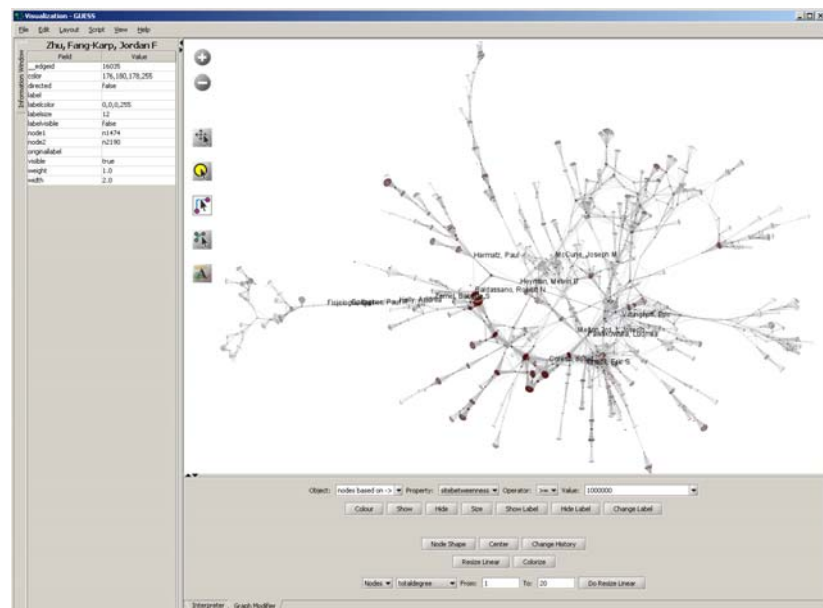 Visualization - GUESS
File Edit Layout Script View Help
Information Window
Zhu, Fang-Karp, Jordan F
Field Value
__edgeid 16035
color 176,180,178,255
directed false
label
labelcolor 0,0,0,255
labelsize 12
labelvisible false
node1 n1474
node2 n2190
originallabel
visible true
weight 1.0
width 2.0
Harmatz, Paul
McCune, Joseph M
Heyman, Melvin B
Baldassano, Robert N
Object: nodes based on -> Property: sitebetweenness Operator: >= Value: 1000000
Colour Show Hide Size Show Label Hide Label Change Label
Node Shape Center Change History
Resize Linear Colorize
Nodes totaldegree From: 1 To: 20 Do Resize Linear
Interpreter Graph Modifier